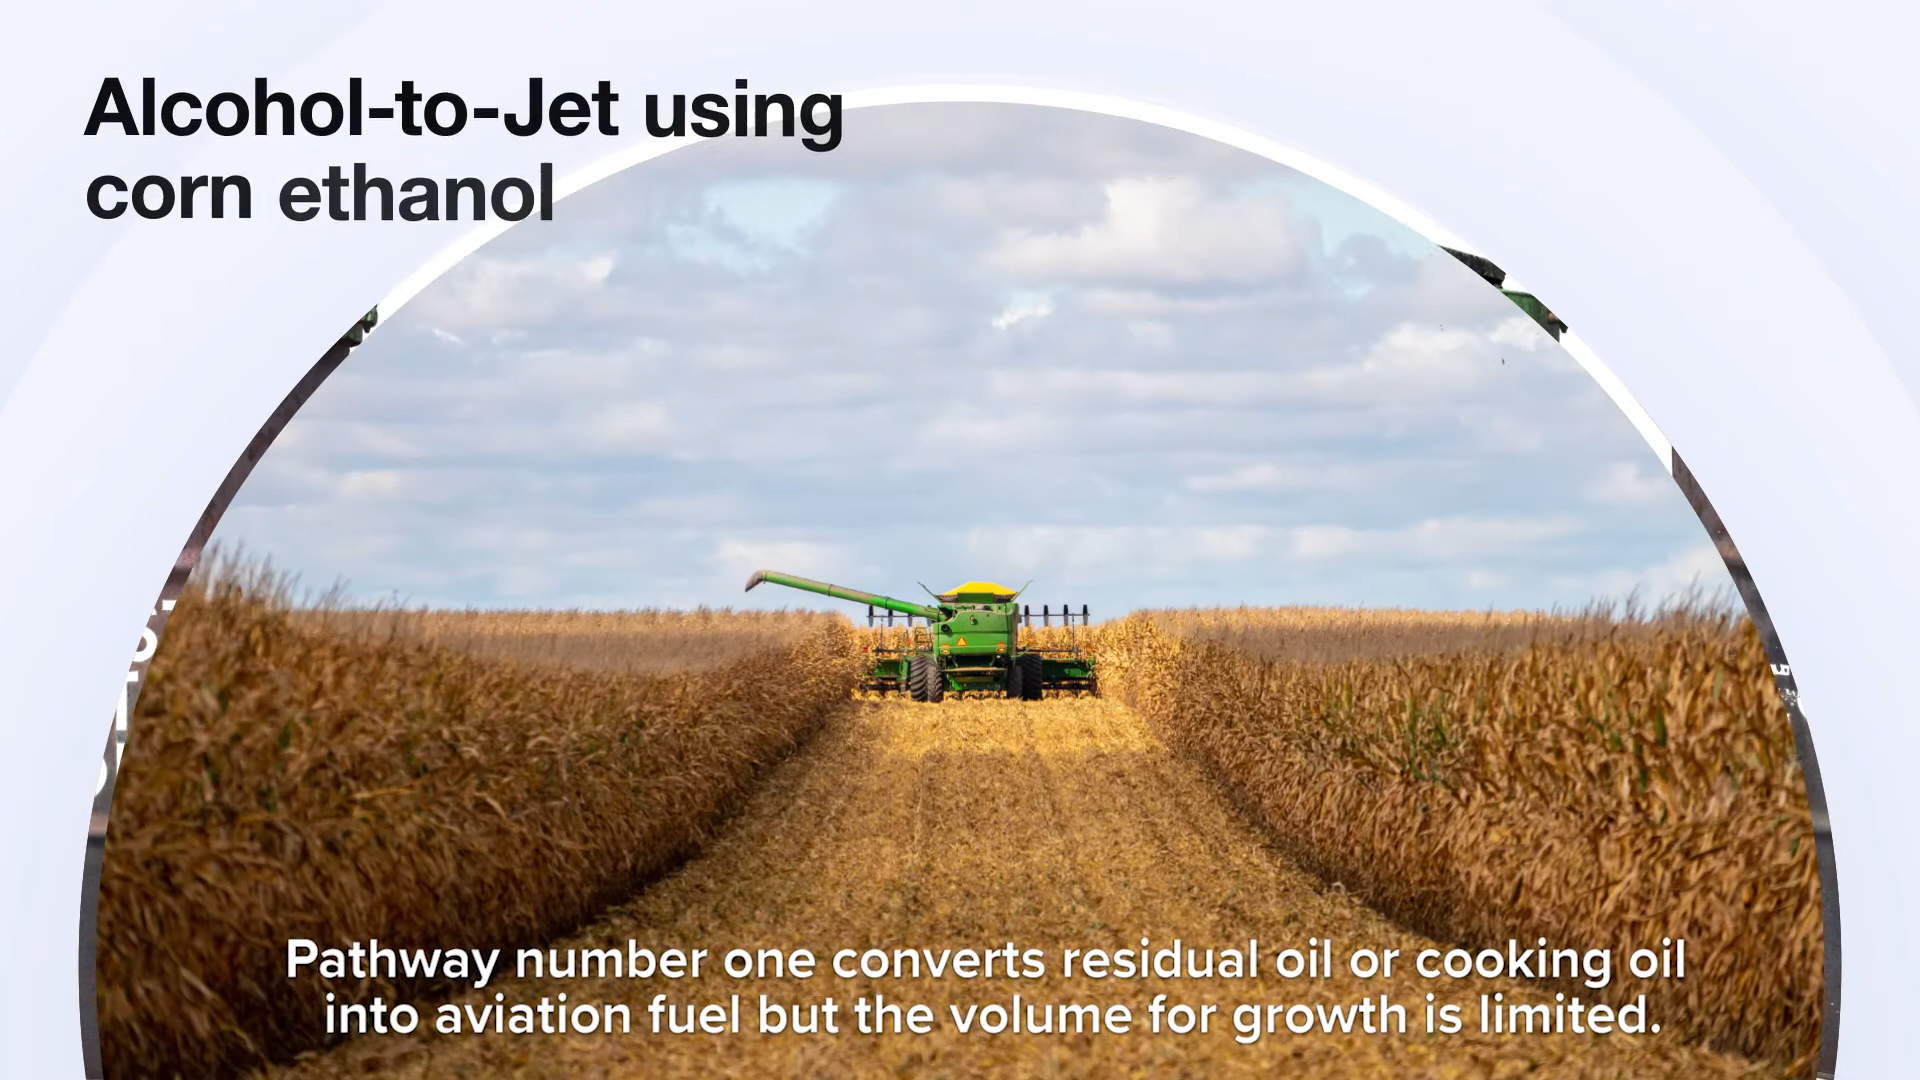 Alcohol-to-Jet using
corn ethanol
Pathway number one converts residual oil or cooking oil
into aviation fuel but the volume for growth is limited.